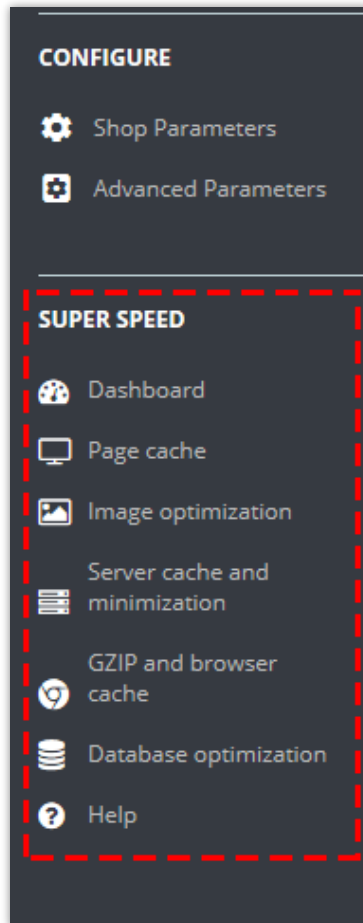 CONFIGURE
Shop Parameters
Advanced Parameters
SUPER SPEED
Dashboard
Page cache
Image optimization
Server cache and
minimization
GZIP and browser
cache
Database optimization
Help